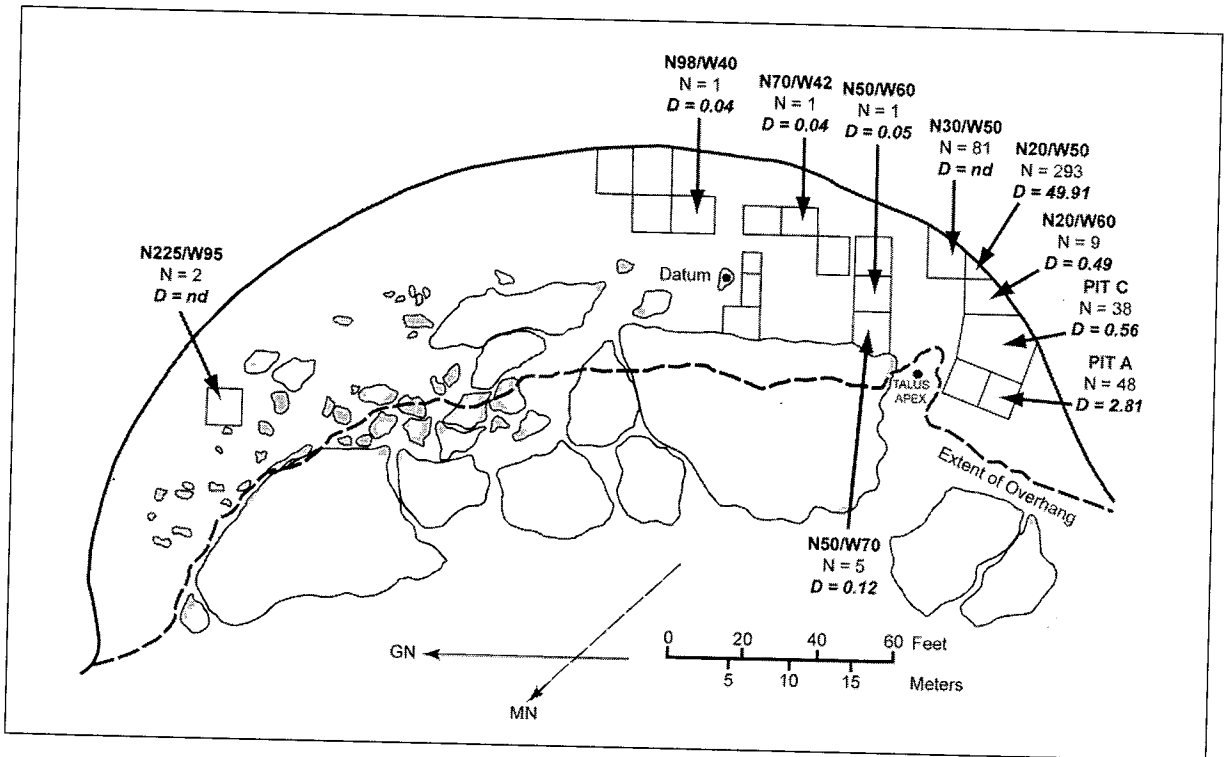 N98/W40
N = 1
D = 0.04
N70/W42
N = 1
D = 0.04
N50/W60
N = 1
D = 0.05
N30/W50
N = 81
D = nd
N20/W50
N = 293
D = 49.91
N20/W60
N = 9
D = 0.49
PIT C
N = 38
D = 0.56
PIT A
N = 48
D = 2.81
N225/W95
N = 2
D = nd
Datum
TALUS
APEX
Extent of Overhang
N50/W70
N = 5
D = 0.12
GN
MN
0 20 40 60 Feet
5 10 15 Meters